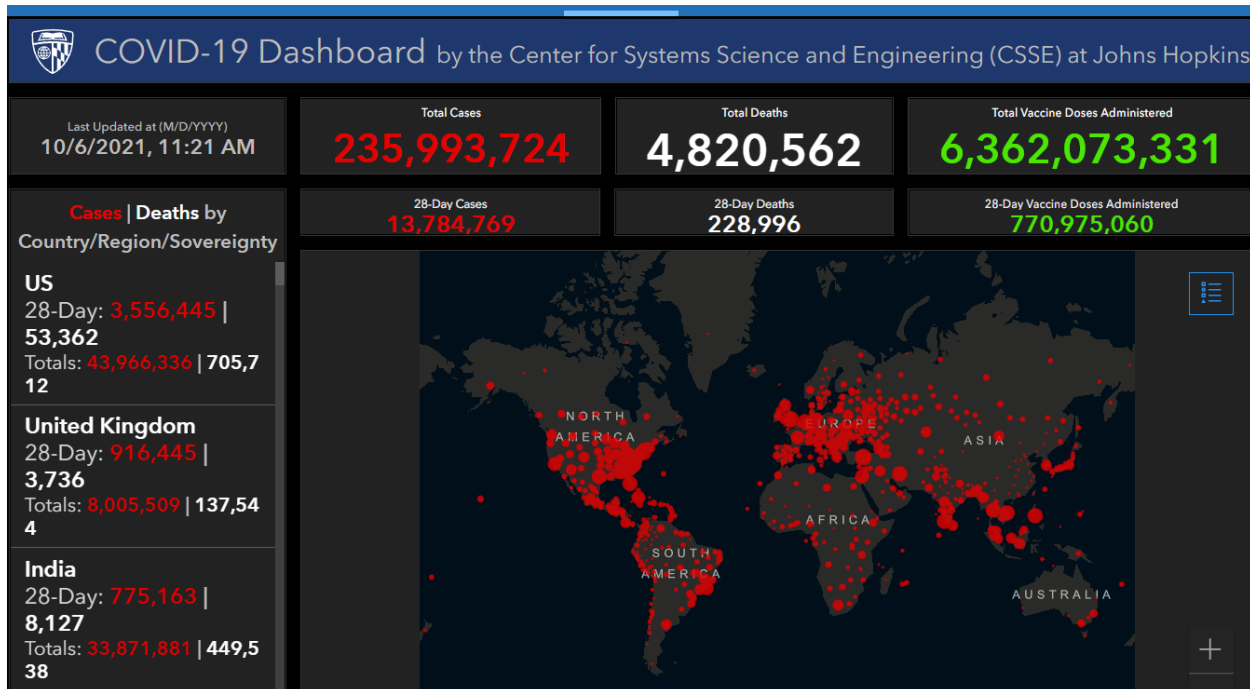 COVID-19 Dashboard by the Center for Systems Science and Engineering (CSSE) at Johns Hopkins
Last Updated at (M/D/YYYY)
10/6/2021, 11:21 AM
Total Cases
235,993,724
Total Deaths
4,820,562
Total Vaccine Doses Administered
6,362,073,331
28-Day Cases
13,784,769
28-Day Deaths
228,996
28-Day Vaccine Doses Administered
770,975,060
Cases | Deaths by
Country/Region/Sovereignty
US
28-Day: 3,556,445 |
53,362
Totals: 43,966,336 | 705,7
12
United Kingdom
28-Day: 916,445 |
3,736
Totals: 8,005,509 | 137,54
4
India
28-Day: 775,163 |
8,127
Totals: 33,871,881 | 449,5
38
NORTH
AMERICA
EUROPE
ASIA
AFRICA
SOUTH
AMERICA
AUSTRALIA
+